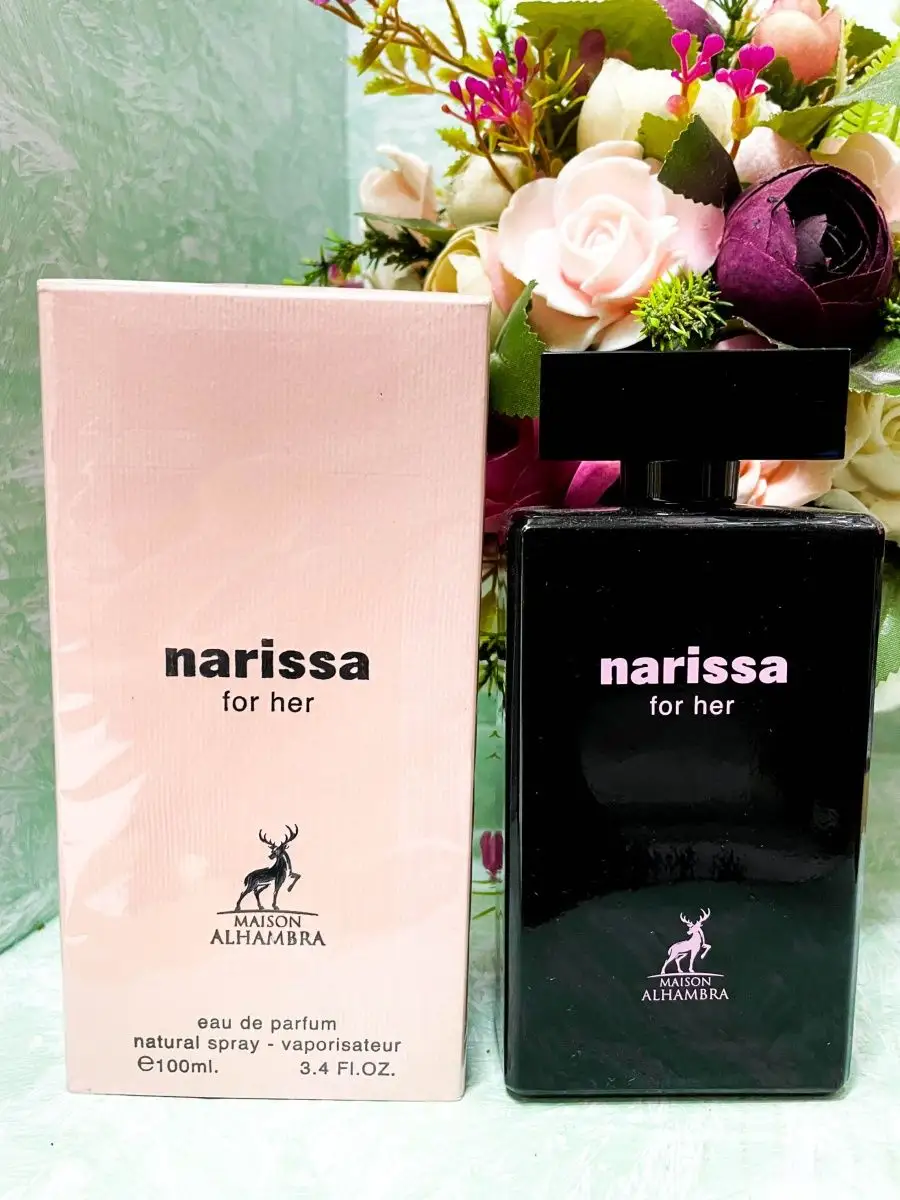 narissa
for her
MAISON
ALHAMBRA
eau de parfum
natural spray - vaporisateur
℮100ml.
3.4 Fl.OZ.
narissa
for her
MAISON
ALHAMBRA